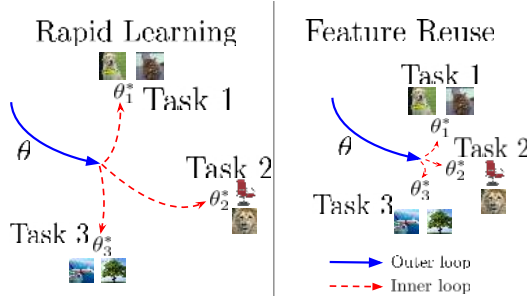 Rapid Learning
Task 1
θ₁*
θ
Task 2
θ₂*
Task 3
θ₃*
Feature Reuse
Task 1
θ₁*
θ
Task 2
θ₂*
θ₃*
Task 3
Outer loop
Inner loop